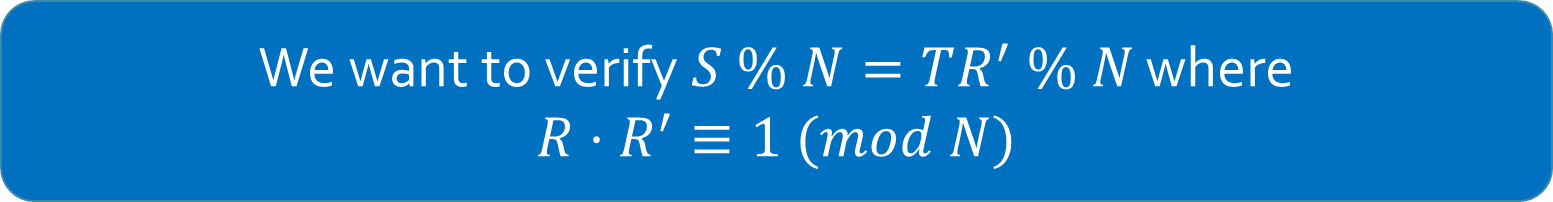 We want to verify 𝑆 % 𝑁 = 𝑇𝑅′ % 𝑁 where
𝑅 · 𝑅′ ≡ 1 (𝑚𝑜𝑑 𝑁)